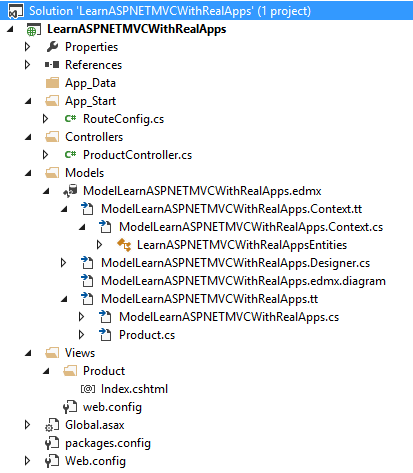 Solution 'LearnASPNETMVCWithRealApps' (1 project)
LearnASPNETMVCWithRealApps
Properties
References
App_Data
App_Start
RouteConfig.cs
Controllers
ProductController.cs
Models
ModelLearnASPNETMVCWithRealApps.edmx
ModelLearnASPNETMVCWithRealApps.Context.tt
ModelLearnASPNETMVCWithRealApps.Context.cs
LearnASPNETMVCWithRealAppsEntities
ModelLearnASPNETMVCWithRealApps.Designer.cs
ModelLearnASPNETMVCWithRealApps.edmx.diagram
ModelLearnASPNETMVCWithRealApps.tt
ModelLearnASPNETMVCWithRealApps.cs
Product.cs
Views
Product
[@] Index.cshtml
web.config
Global.asax
packages.config
Web.config